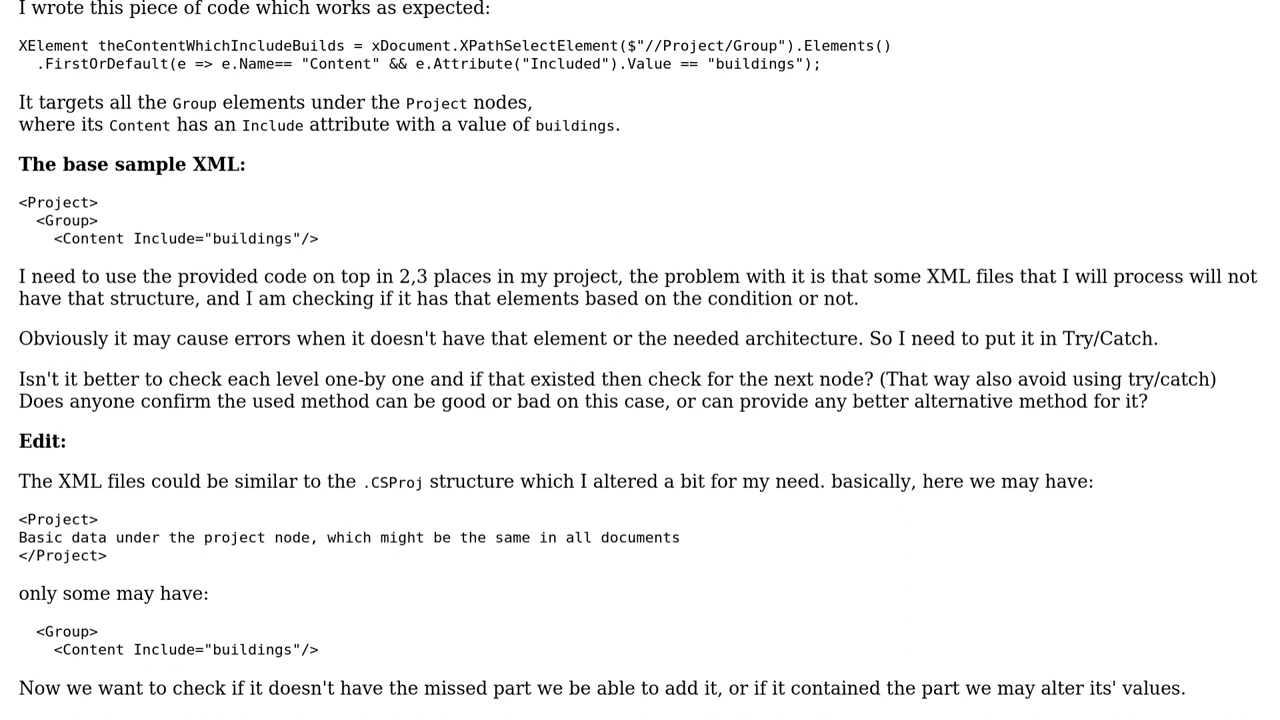 I wrote this piece of code which works as expected:
XElement theContentWhichIncludeBuilds = xDocument.XPathSelectElement($"//Project/Group").Elements()
  .FirstOrDefault(e => e.Name== "Content" && e.Attribute("Included").Value == "buildings");
It targets all the Group elements under the Project nodes,
where its Content has an Include attribute with a value of buildings.
The base sample XML:
<Project>
  <Group>
    <Content Include="buildings"/>
I need to use the provided code on top in 2,3 places in my project, the problem with it is that some XML files that I will process will not
have that structure, and I am checking if it has that elements based on the condition or not.
Obviously it may cause errors when it doesn't have that element or the needed architecture. So I need to put it in Try/Catch.
Isn't it better to check each level one-by one and if that existed then check for the next node? (That way also avoid using try/catch)
Does anyone confirm the used method can be good or bad on this case, or can provide any better alternative method for it?
Edit:
The XML files could be similar to the .CSProj structure which I altered a bit for my need. basically, here we may have:
<Project>
Basic data under the project node, which might be the same in all documents
</Project>
only some may have:
  <Group>
    <Content Include="buildings"/>
Now we want to check if it doesn't have the missed part we be able to add it, or if it contained the part we may alter its' values.